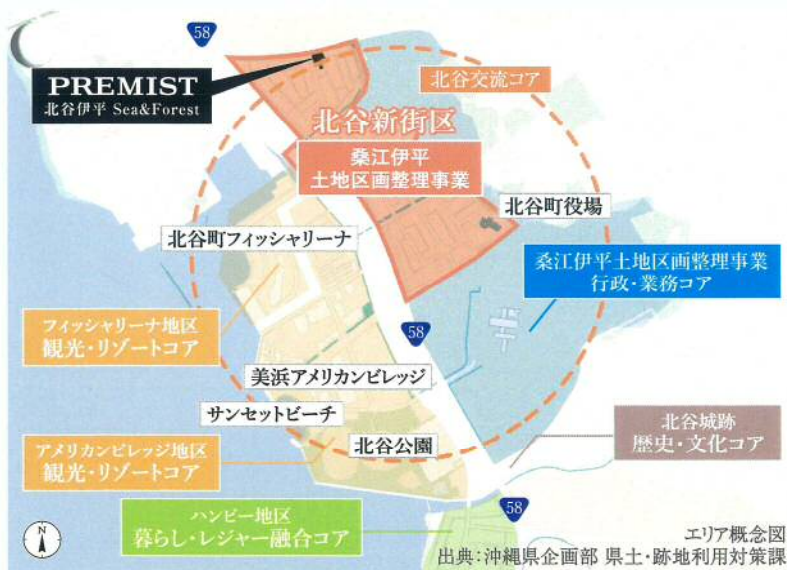 58
PREMIST
北谷伊平 Sea&Forest
北谷交流コア
北谷新街区
桑江伊平
土地区画整理事業
北谷町役場
北谷町フィッシャリーナ
桑江伊平土地区画整理事業
行政・業務コア
フィッシャリーナ地区
観光・リゾートコア
58
美浜アメリカンビレッジ
サンセットビーチ
北谷城跡
歴史・文化コア
北谷公園
アメリカンビレッジ地区
観光・リゾートコア
ハンビー地区
暮らし・レジャー融合コア
58
N
エリア概念図
出典:沖縄県企画部 県土・跡地利用対策課